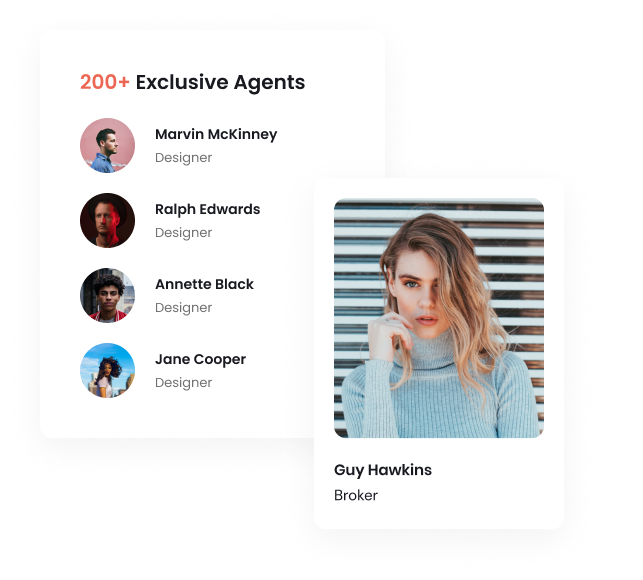 200+ Exclusive Agents
Marvin McKinney
Designer
Ralph Edwards
Designer
Annette Black
Designer
Jane Cooper
Designer
Guy Hawkins
Broker